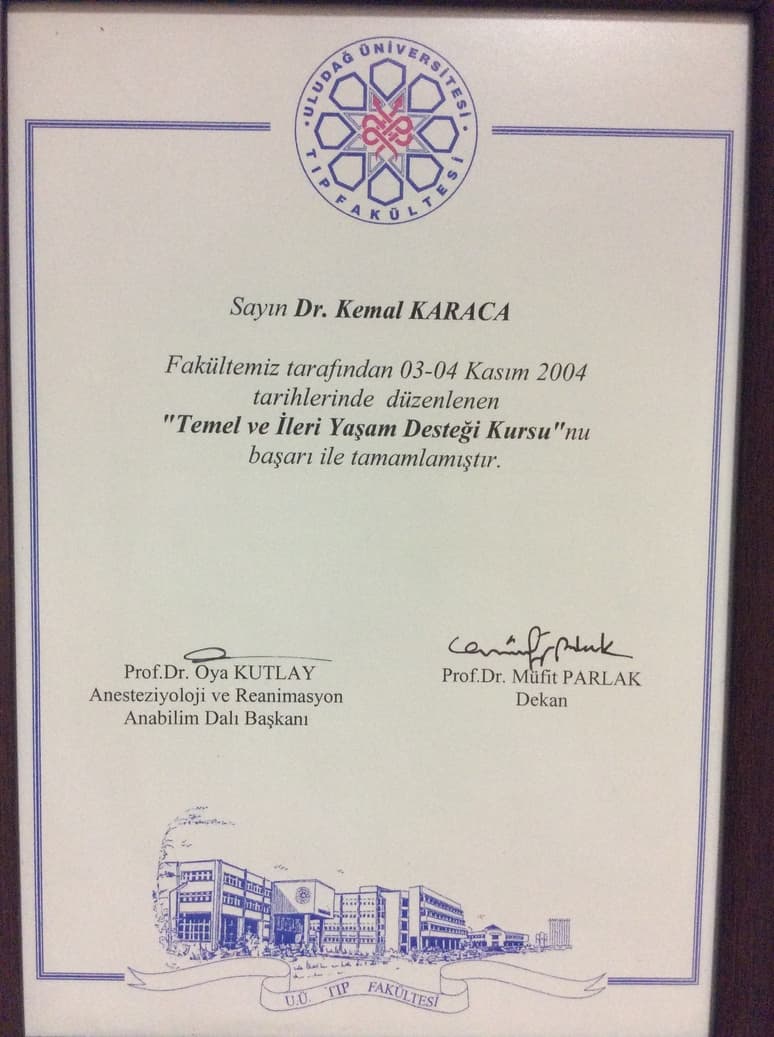 · ULUDAĞ ÜNİVERSİTESİ ·
TIP FAKÜLTESİ
Sayın Dr. Kemal KARACA
Fakültemiz tarafından 03-04 Kasım 2004
tarihlerinde düzenlenen
"Temel ve İleri Yaşam Desteği Kursu"nu
başarı ile tamamlamıştır.
Prof.Dr. Oya KUTLAY
Anesteziyoloji ve Reanimasyon
Anabilim Dalı Başkanı
Prof.Dr. Müfit PARLAK
Dekan
U.Ü. TIP FAKÜLTESİ